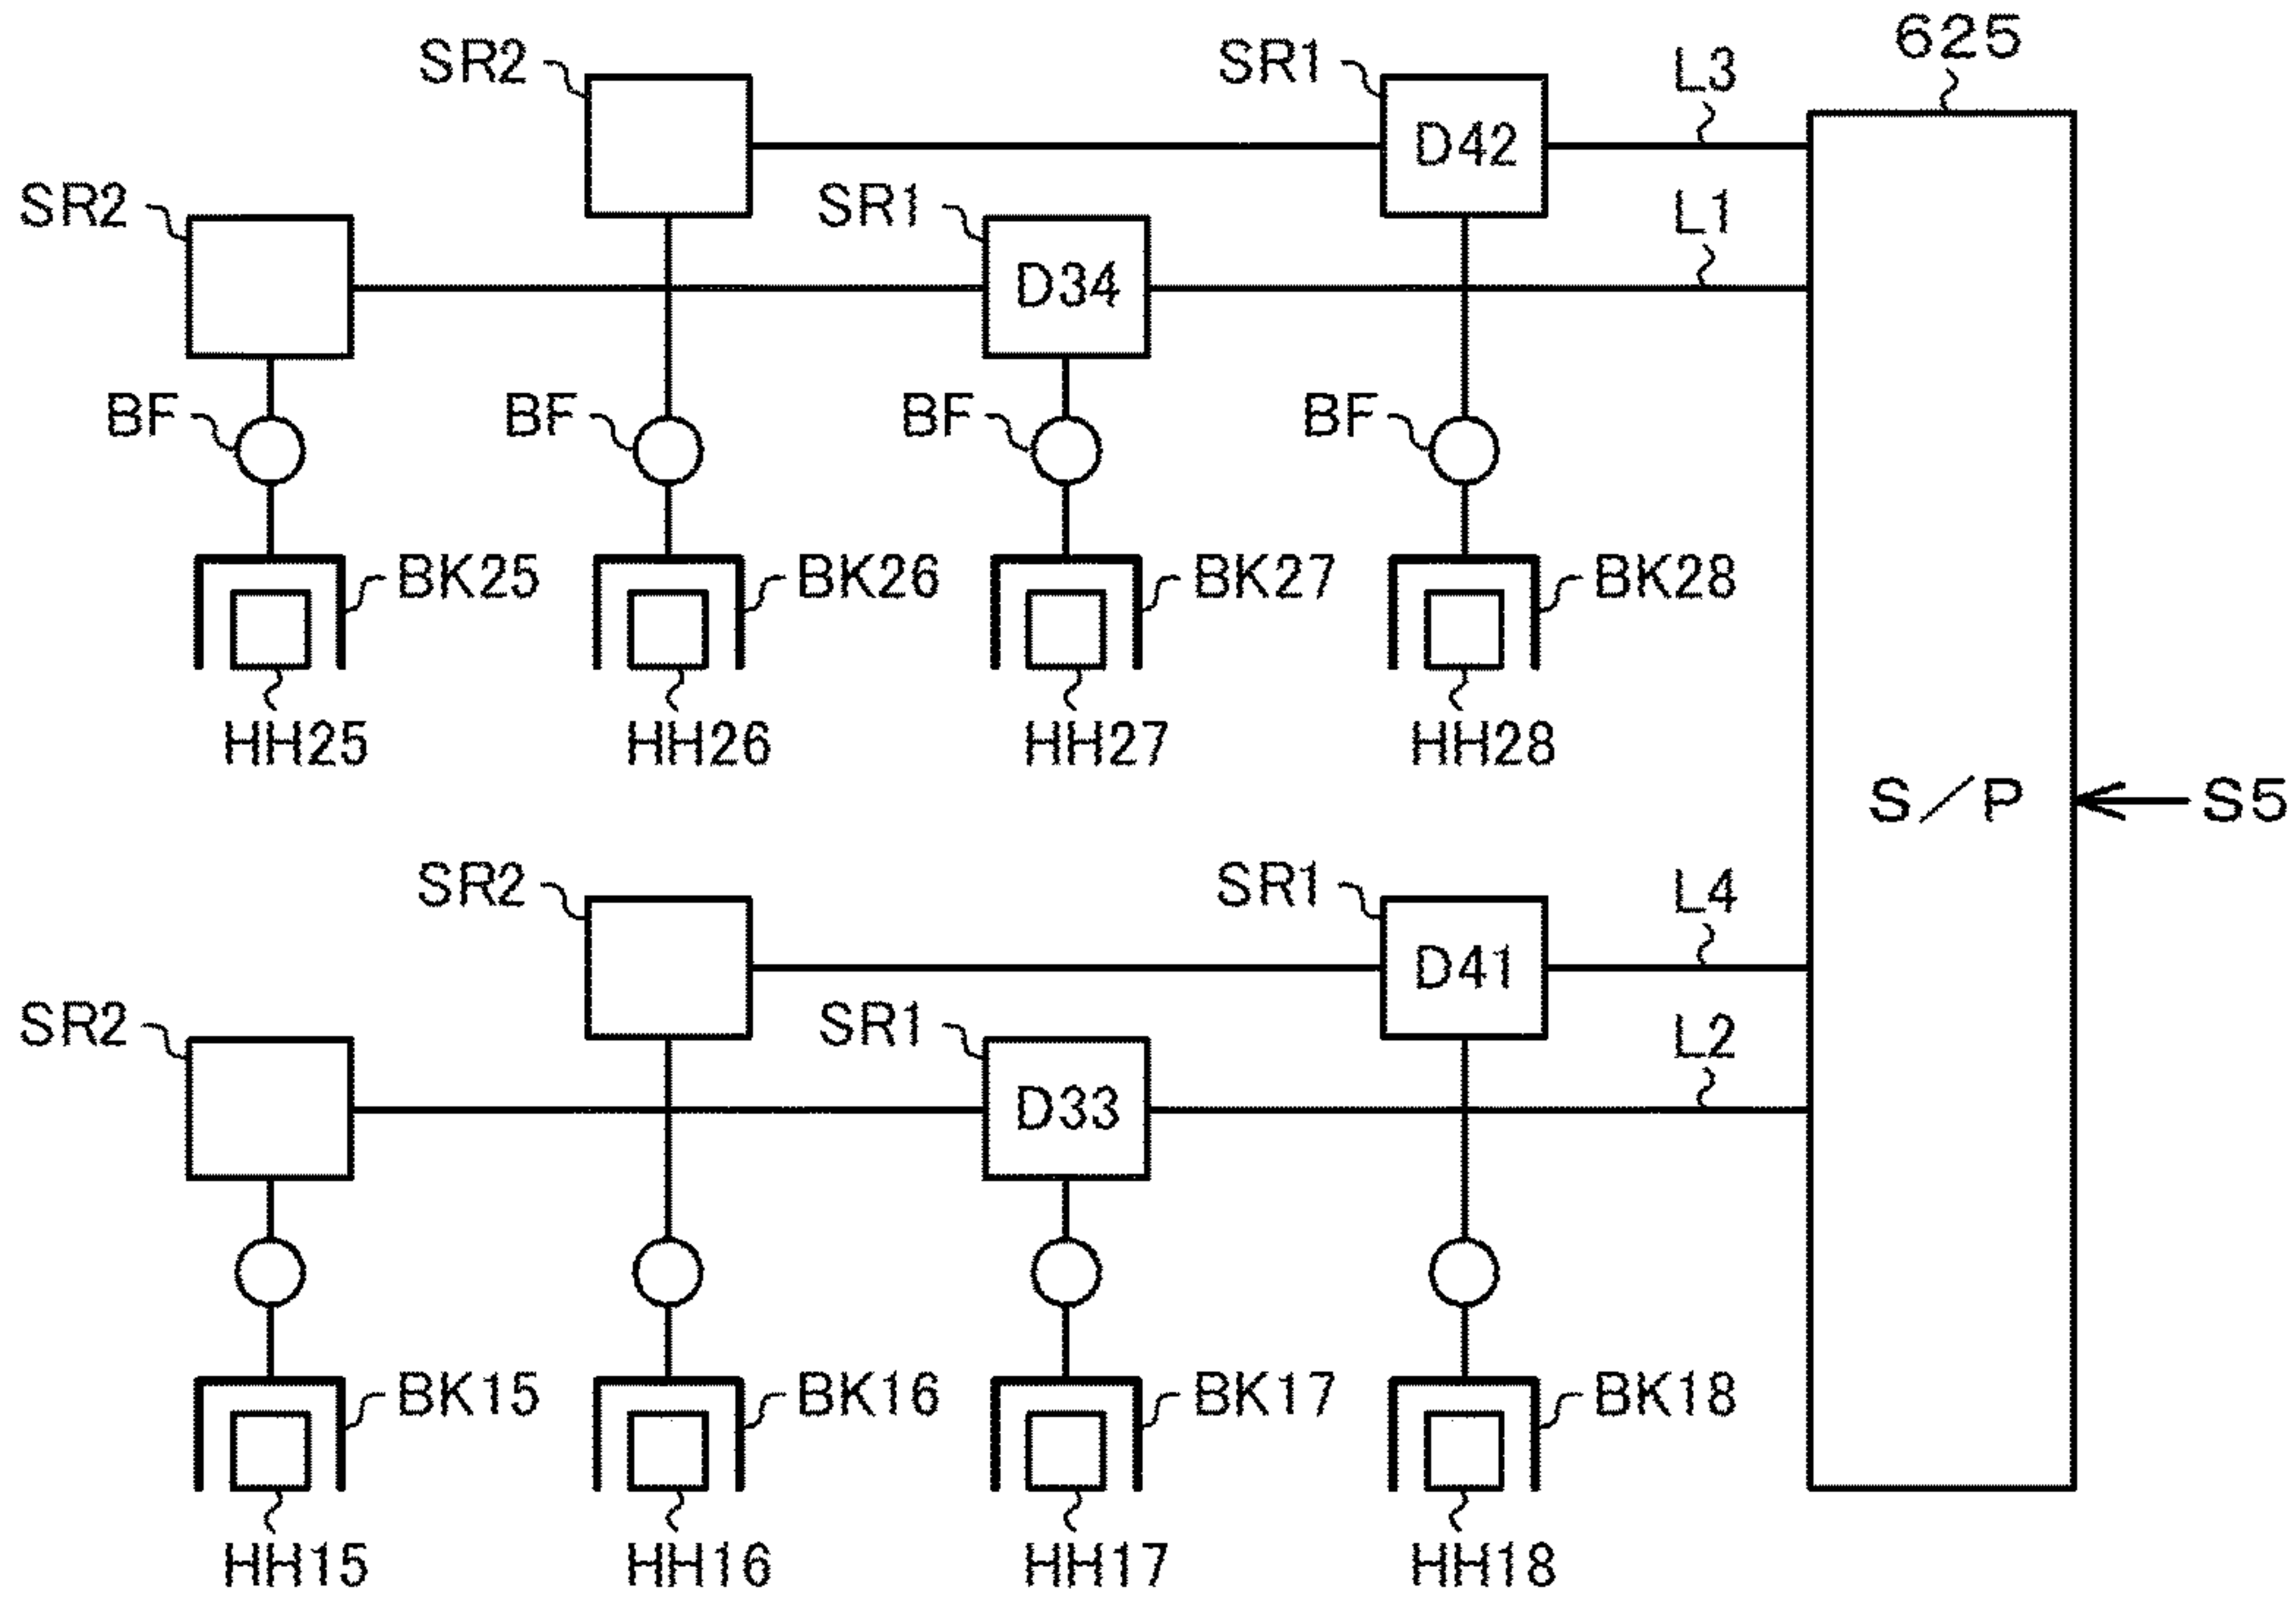 625
SR2 SR1 L3
D42
SR2 SR1 L1
D34
BF BF BF BF
BK25 BK26 BK27 BK28
HH25 HH26 HH27 HH28
S/P S5
SR2 SR1 L4
D41
SR2 SR1 L2
D33
BK15 BK16 BK17 BK18
HH15 HH16 HH17 HH18